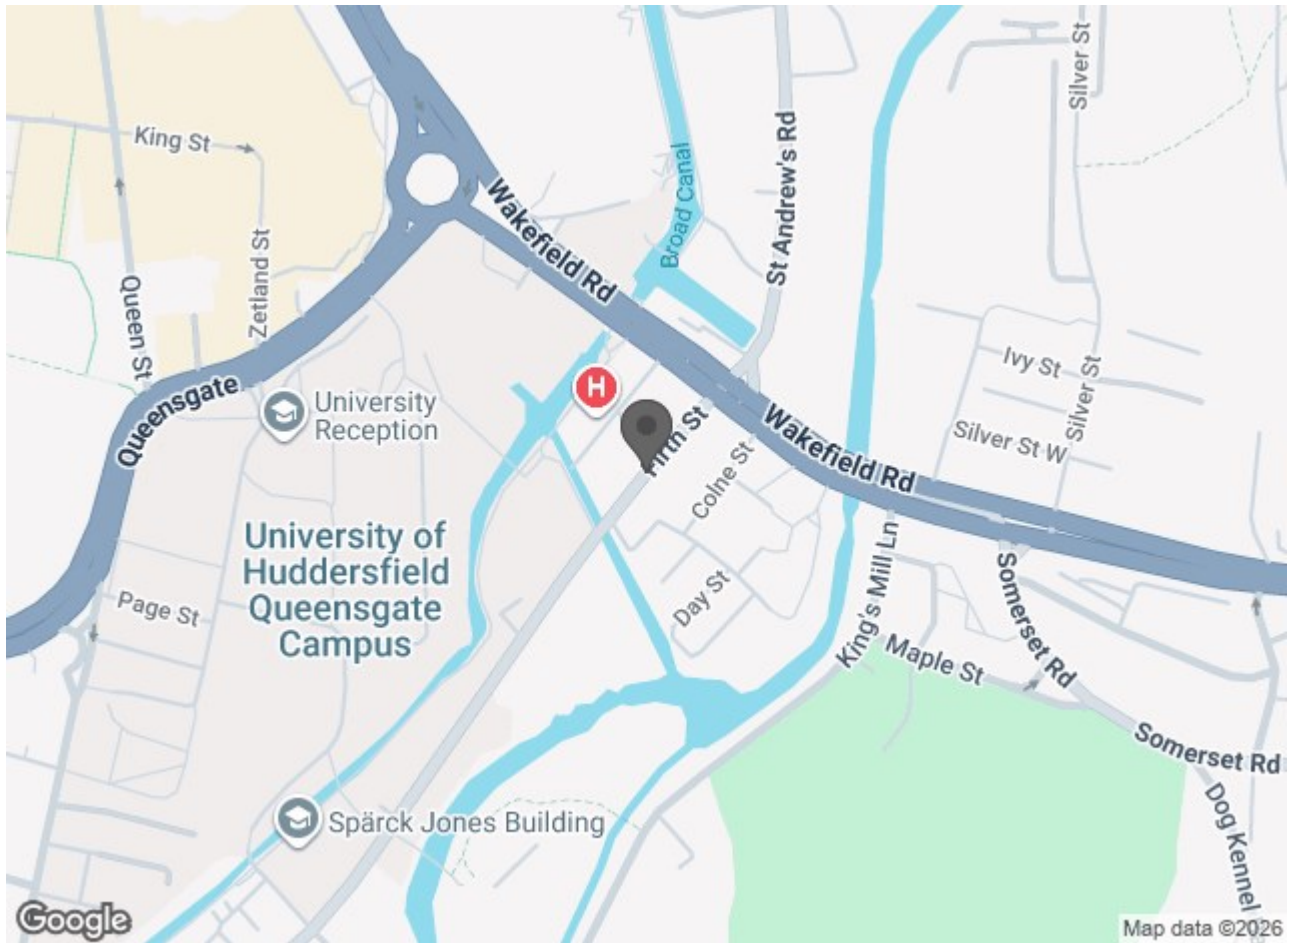 Silver St
King St
Wakefield Rd
Broad Canal
St Andrew's Rd
Zetland St
Queen St
Ivy St
Silver St
Queensgate
University
Reception
H
Firth St
Wakefield Rd
Silver St W
Colne St
University of
Huddersfield
Queensgate
Campus
King's Mill Ln
Somerset Rd
Day St
Page St
Maple St
Somerset Rd
Spärck Jones Building
Dog Kennel
Google
Map data ©2026